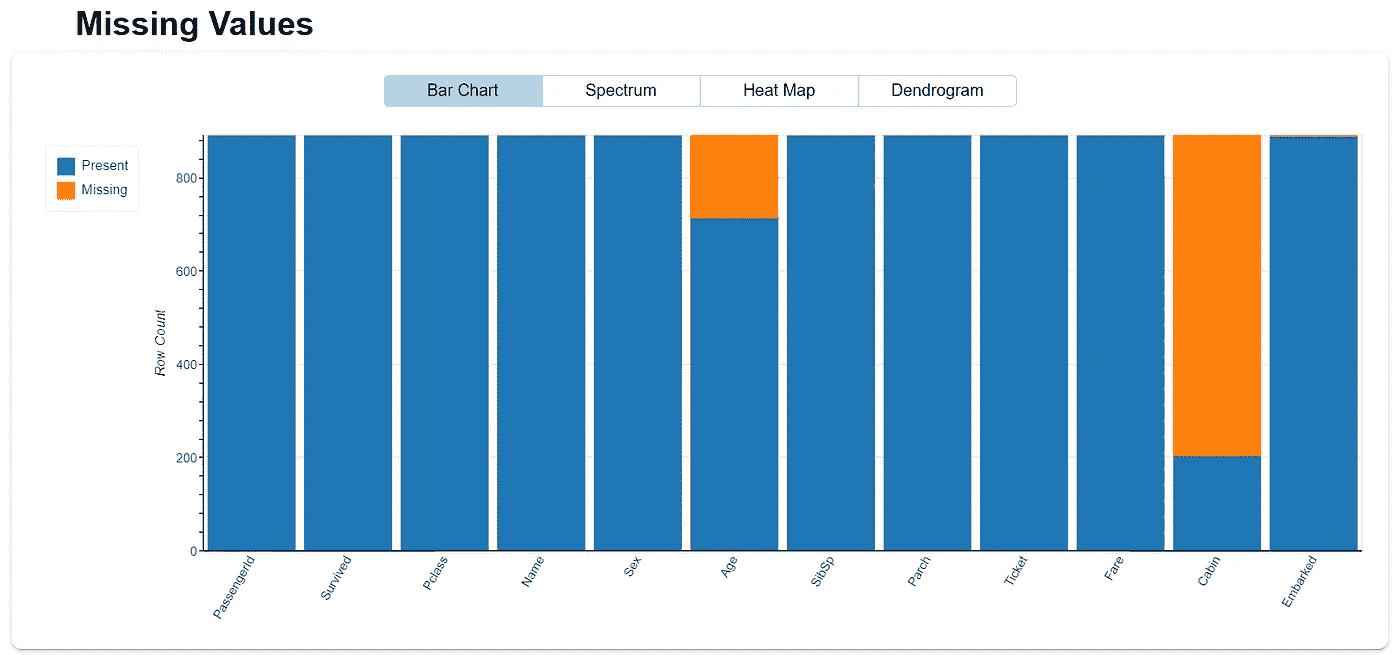 Missing Values
Bar Chart Spectrum Heat Map Dendrogram
Present
Missing
800
600
400
200
0
Row Count
PassengerId Survived Pclass Name Sex Age SibSp Parch Ticket Fare Cabin Embarked